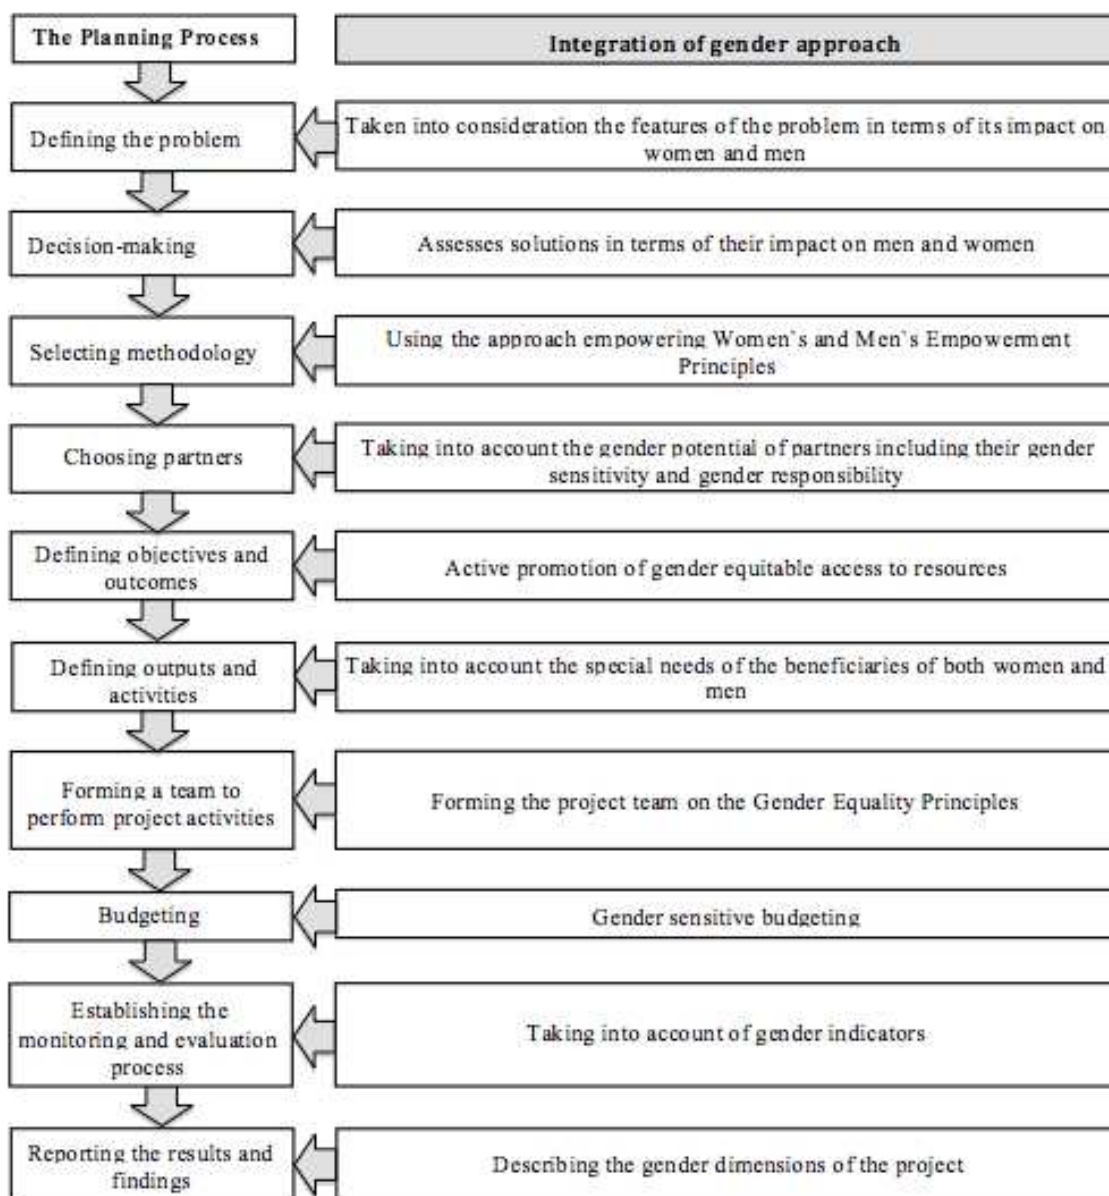 The Planning Process
Integration of gender approach
Defining the problem
Taken into consideration the features of the problem in terms of its impact on
women and men
Decision-making
Assesses solutions in terms of their impact on men and women
Selecting methodology
Using the approach empowering Women`s and Men`s Empowerment
Principles
Choosing partners
Taking into account the gender potential of partners including their gender
sensitivity and gender responsibility
Defining objectives and
outcomes
Active promotion of gender equitable access to resources
Defining outputs and
activities
Taking into account the special needs of the beneficiaries of both women and
men
Forming a team to
perform project activities
Forming the project team on the Gender Equality Principles
Budgeting
Gender sensitive budgeting
Establishing the
monitoring and evaluation
process
Taking into account of gender indicators
Reporting the results and
findings
Describing the gender dimensions of the project